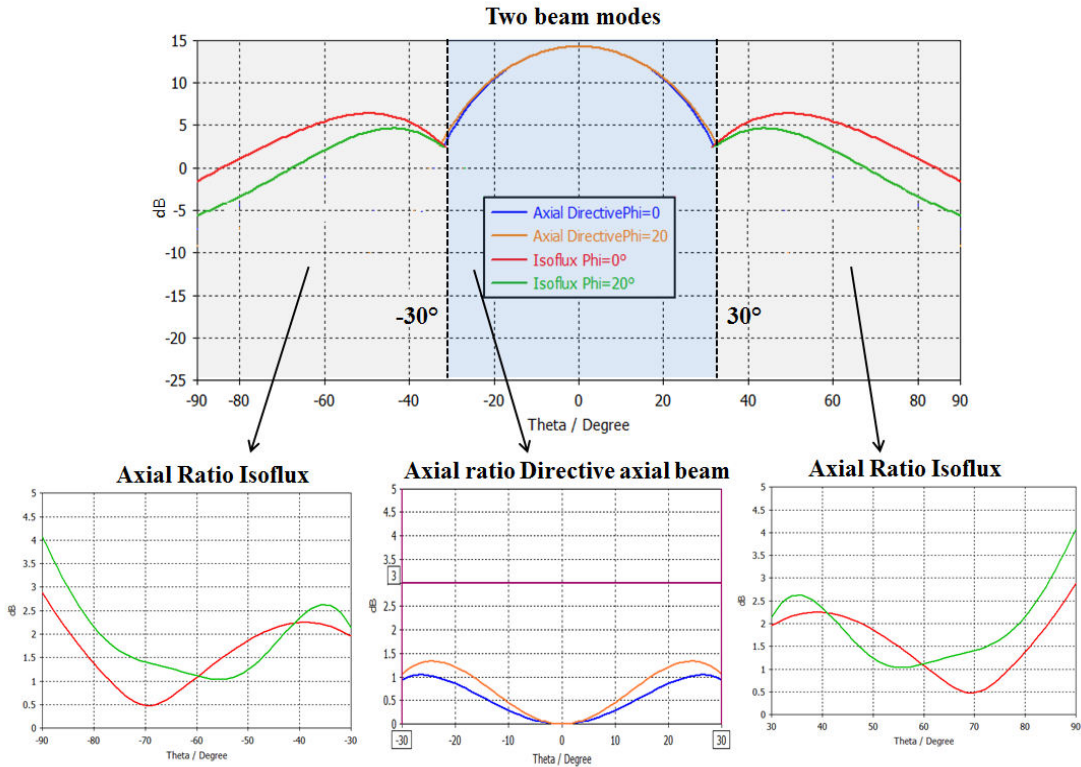 Two beam modes
15
10
5
0
-5
-10
-15
-20
-25
dB
Axial DirectivePhi=0
Axial DirectivePhi=20
Isoflux Phi=0º
Isoflux Phi=20º
-30°
30°
-90 -80 -60 -40 -20 0 20 40 60 80 90
Theta / Degree
Axial Ratio Isoflux
5
4.5
4
3.5
3
2.5
2
1.5
1
0.5
0
dB
-90 -80 -70 -60 -50 -40 -30
Theta / Degree
Axial ratio Directive axial beam
5
4.5
4
3.5
3
2.5
2
1.5
1
0.5
0
dB
-30 -20 -10 0 10 20 30
Theta / Degree
Axial Ratio Isoflux
5
4.5
4
3.5
3
2.5
2
1.5
1
0.5
0
dB
30 40 50 60 70 80 90
Theta / Degree